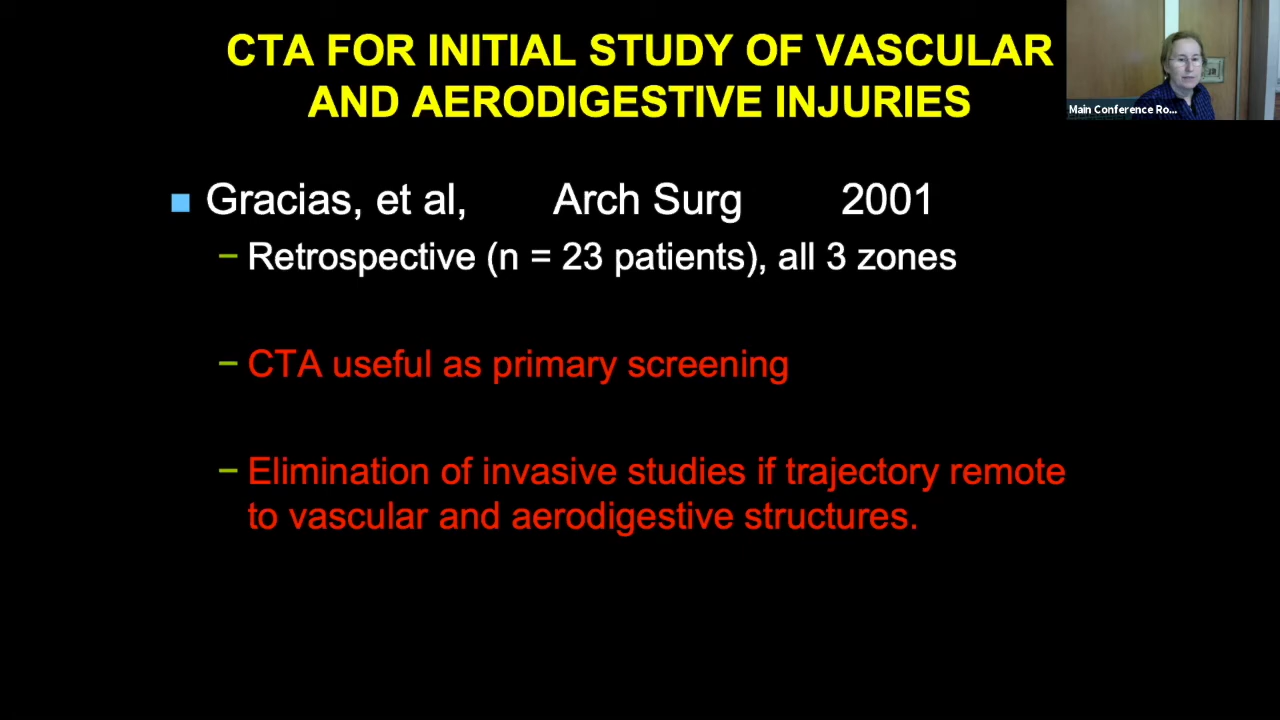 CTA FOR INITIAL STUDY OF VASCULAR
AND AERODIGESTIVE INJURIES
Main Conference Ro...
■ Gracias, et al, Arch Surg 2001
– Retrospective (n = 23 patients), all 3 zones
– CTA useful as primary screening
– Elimination of invasive studies if trajectory remote
to vascular and aerodigestive structures.